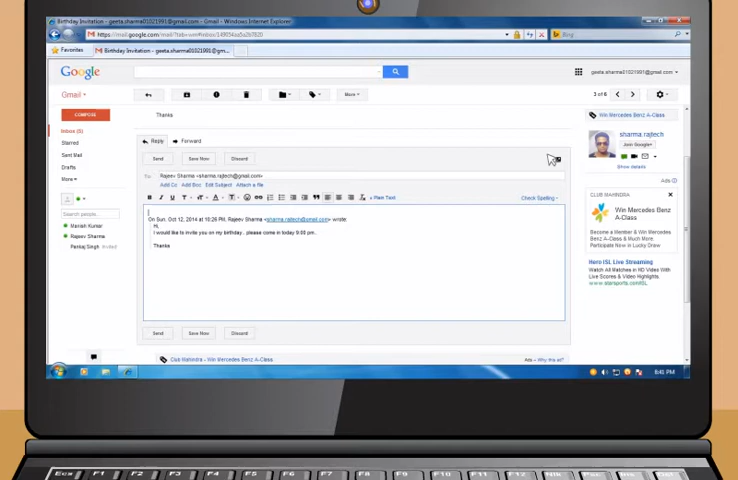 Birthday Invitation - geeta.sharma01021991@gmail.com - Gmail - Windows Internet Explorer
Bing
Favorites
Birthday Invitation - geeta.sharma01021991@gm...
Google
geeta.sharma01021991@gmail.com
Gmail
More
3 of 6
COMPOSE
Inbox (5)
Starred
Sent Mail
Drafts
More
Search people...
Manish Kumar
Rajeev Sharma
Pankaj Singh Invited
Thanks
Reply
Forward
Send
Save Now
Discard
To: Rajeev Sharma <sharma.rajtech@gmail.com>
Add Cc Add Bcc Edit Subject Attach a file
B I U T T A T
« Plain Text
Check Spelling
On Sun, Oct 12, 2014 at 10:26 PM, Rajeev Sharma <sharma.rajtech@gmail.com> wrote:
Hi,
I would like to invite you on my birthday.. please come in today 9:00 pm..
Thanks
Send
Save Now
Discard
Club Mahindra - Win Mercedes Benz A-Class
Ads – Why this ad?
Win Mercedes Benz A-Class
sharma.rajtech
Join Google+
Show details
Ads
CLUB MAHINDRA
Win Mercedes Benz
A-Class
Become a Member & Win Mercedes
Benz A-Class & Much More.
Participate Now in Lucky Draw
Hero ISL Live Streaming
Watch All Matches in HD Video With
Live Scores & Video Highlights.
www.starsports.com/ISL
8:40 PM
Esc F1 F2 F3 F4 F5 F6 F7 F8 F9 F10 F11 F12